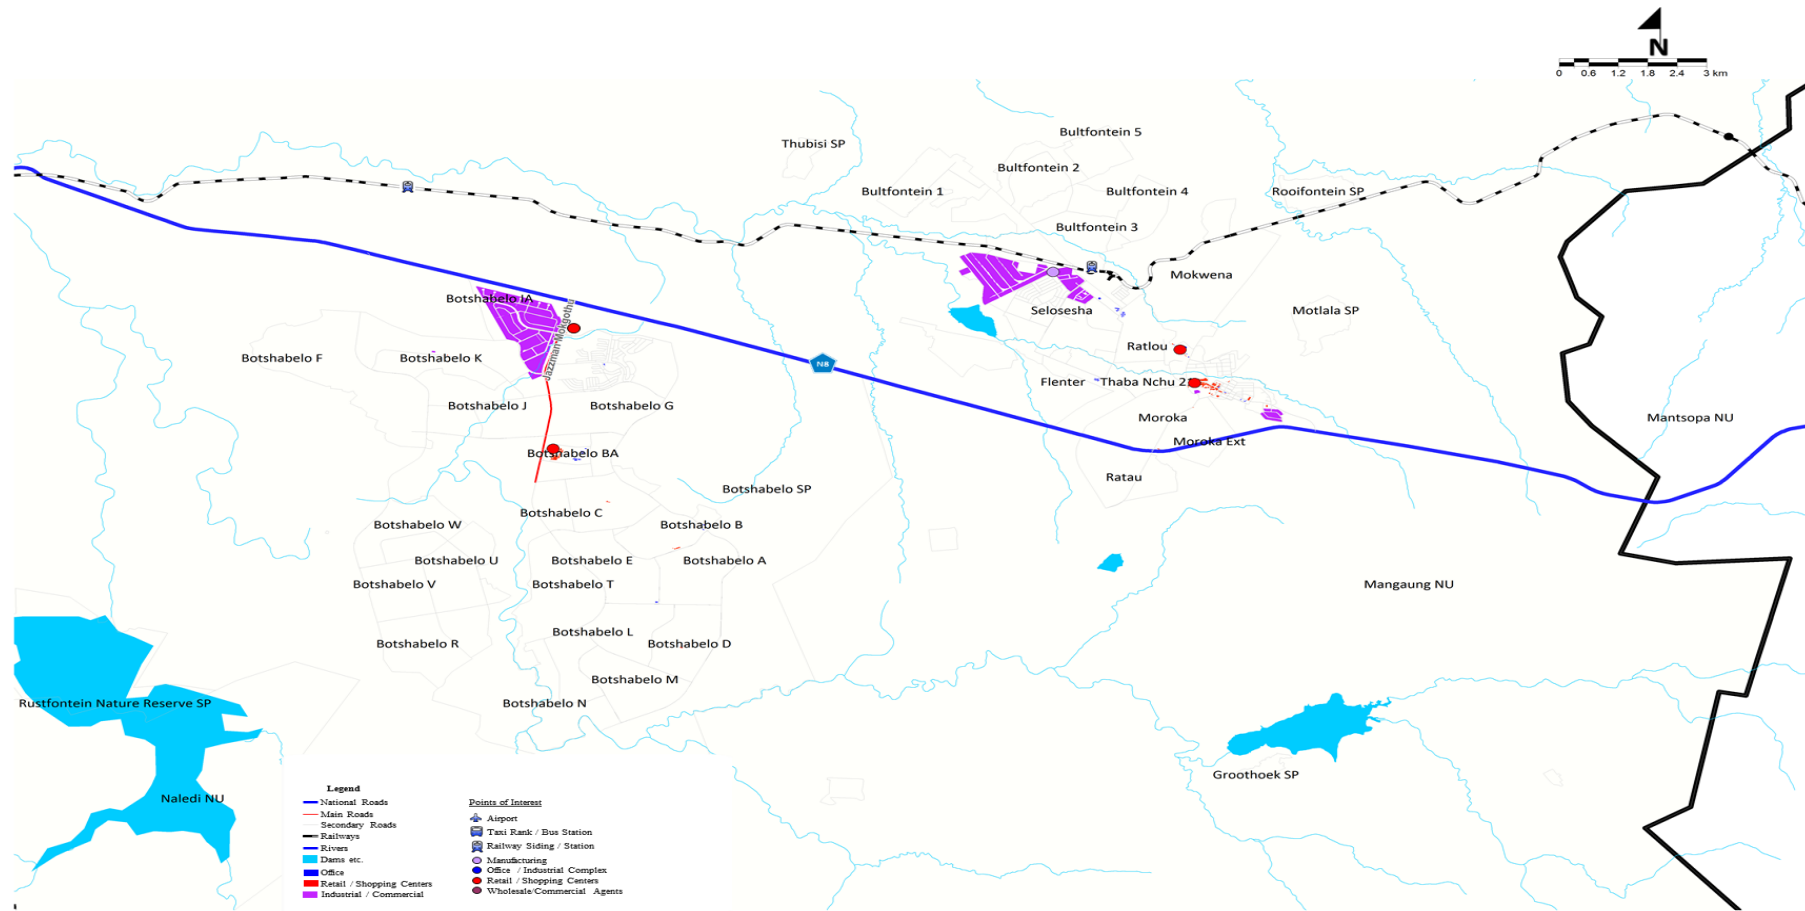 N
0 0.6 1.2 1.8 2.4 3 km
Bultfontein 5
Thubisi SP
Bultfontein 2
Bultfontein 1
Bultfontein 4
Rooifontein SP
Bultfontein 3
Mokwena
Botshabelo IA
Jazzman Mokgothu
Selosesha
Motlala SP
Ratlou
Botshabelo F
Botshabelo K
N8
Flenter
Thaba Nchu 2
Botshabelo J
Botshabelo G
Moroka
Mantsopa NU
Moroka Ext
Botshabelo BA
Ratau
Botshabelo SP
Botshabelo C
Botshabelo W
Botshabelo B
Botshabelo U
Botshabelo E
Botshabelo A
Botshabelo V
Botshabelo T
Mangaung NU
Botshabelo L
Botshabelo R
Botshabelo D
Botshabelo M
Rustfontein Nature Reserve SP
Botshabelo N
Groothoek SP
Naledi NU
Legend
National Roads
Main Roads
Secondary Roads
Railways
Rivers
Dams etc.
Office
Retail / Shopping Centers
Industrial / Commercial
Points of Interest
Airport
Taxi Rank / Bus Station
Railway Siding / Station
Manufacturing
Office / Industrial Complex
Retail / Shopping Centers
Wholesale/Commercial Agents